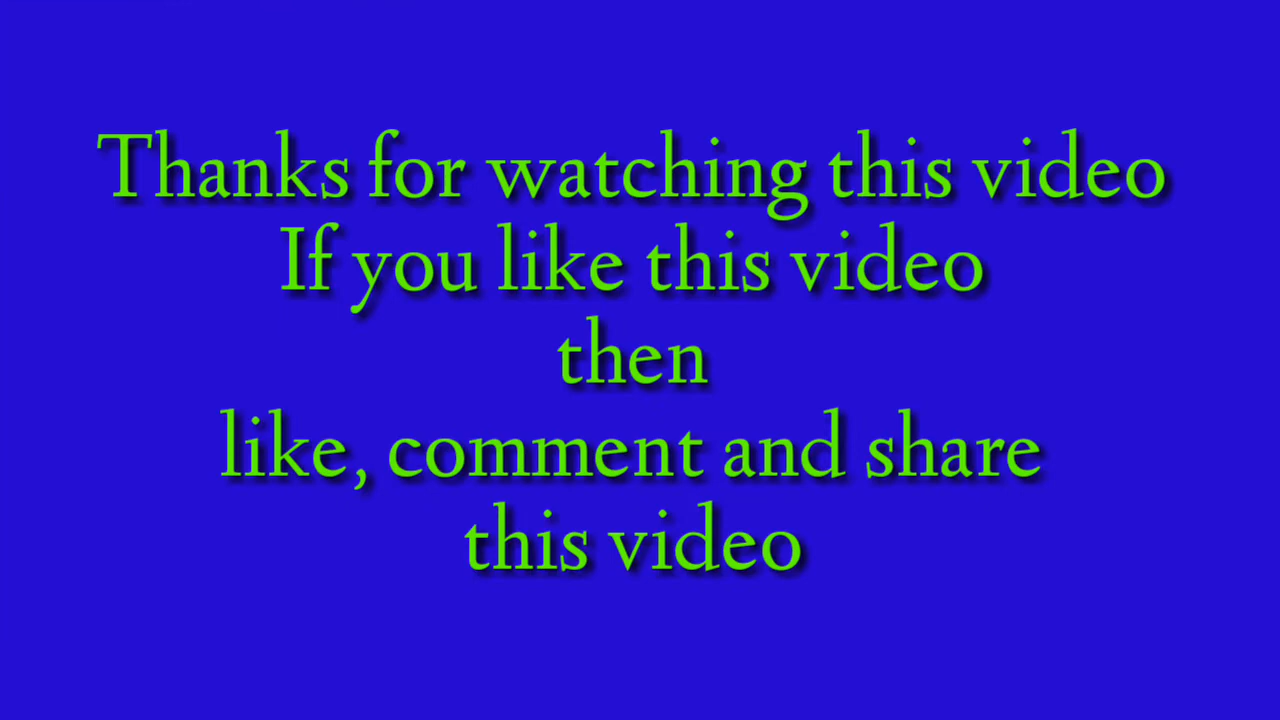 Thanks for watching this video
If you like this video
then
like, comment and share
this video